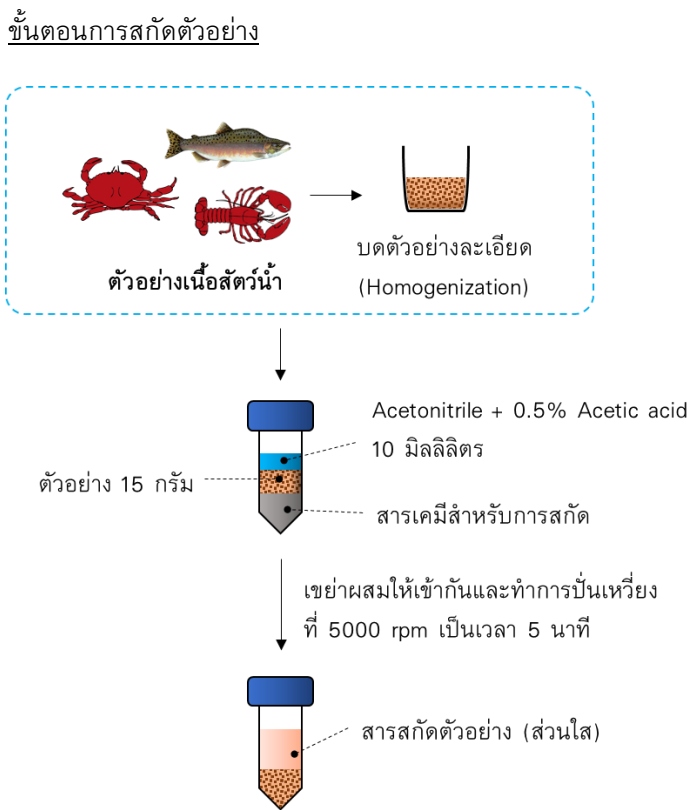 ขั้นตอนการสกัดตัวอย่าง
ตัวอย่างเนื้อสัตว์น้ำ
บดตัวอย่างละเอียด
(Homogenization)
Acetonitrile + 0.5% Acetic acid
10 มิลลิลิตร
ตัวอย่าง 15 กรัม
สารเคมีสำหรับการสกัด
เขย่าผสมให้เข้ากันและทำการปั่นเหวี่ยง
ที่ 5000 rpm เป็นเวลา 5 นาที
สารสกัดตัวอย่าง (ส่วนใส)